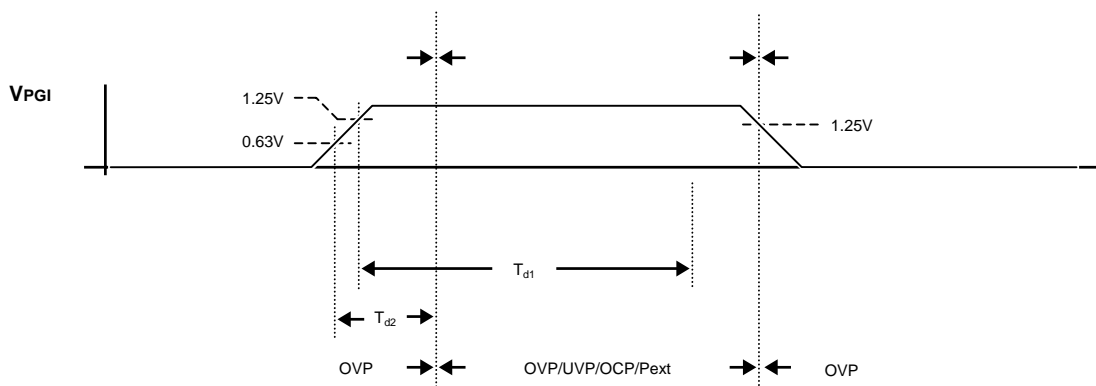 VPGI
1.25V
0.63V
1.25V
Td1
Td2
OVP
OVP/UVP/OCP/Pext
OVP